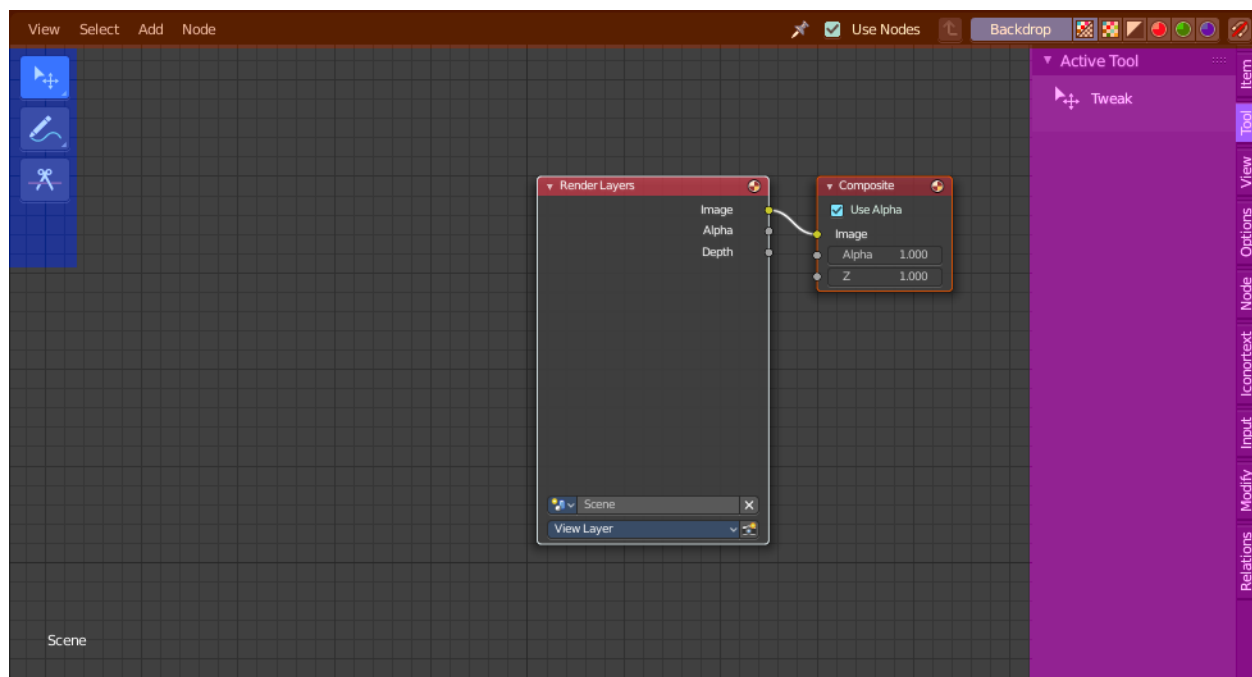 View Select Add Node Use Nodes Backdrop
Active Tool
Tweak
Item
Tool
View
Options
Node
Iconortext
Input
Modify
Relations
Render Layers
Image
Alpha
Depth
Scene
View Layer
Composite
Use Alpha
Image
Alpha 1.000
Z 1.000
Scene